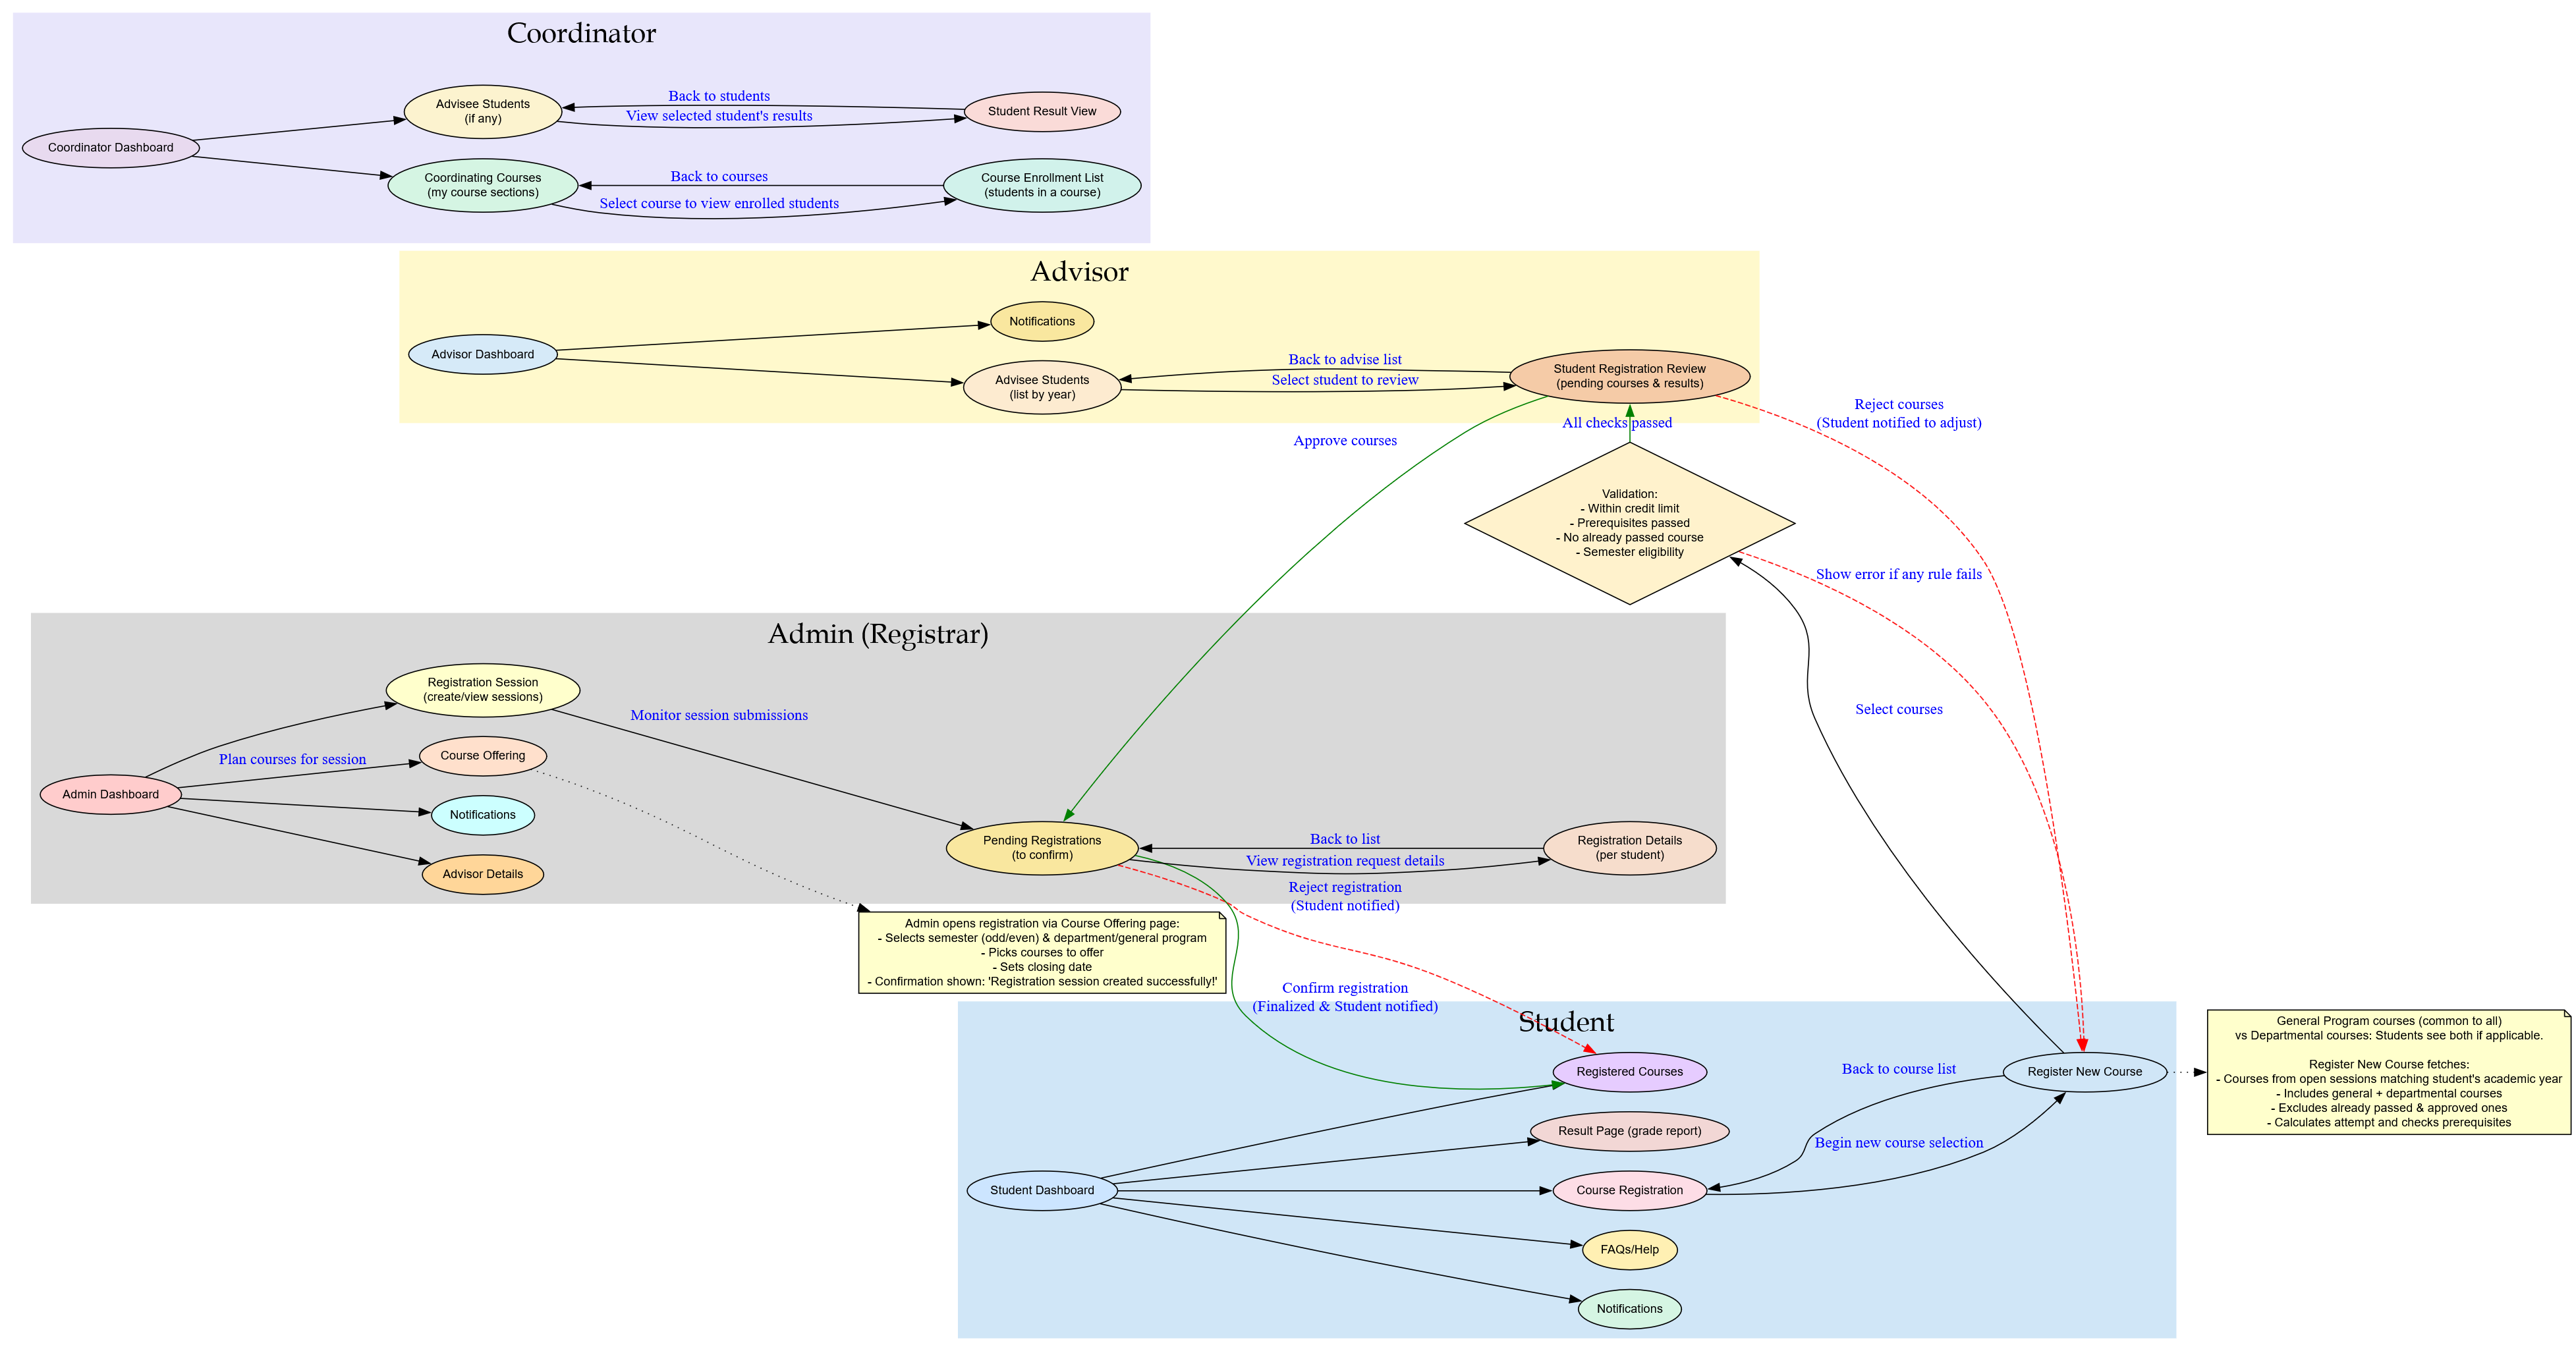 Coordinator
Coordinator Dashboard
Advisee Students
(if any)
Back to students
View selected student's results
Student Result View
Coordinating Courses
(my course sections)
Back to courses
Select course to view enrolled students
Course Enrollment List
(students in a course)
Advisor
Advisor Dashboard
Notifications
Advisee Students
(list by year)
Back to advise list
Select student to review
Student Registration Review
(pending courses & results)
Approve courses
All checks passed
Reject courses
(Student notified to adjust)
Validation:
- Within credit limit
- Prerequisites passed
- No already passed course
- Semester eligibility
Show error if any rule fails
Select courses
Admin (Registrar)
Admin Dashboard
Registration Session
(create/view sessions)
Monitor session submissions
Plan courses for session
Course Offering
Notifications
Advisor Details
Pending Registrations
(to confirm)
Back to list
View registration request details
Registration Details
(per student)
Reject registration
(Student notified)
Admin opens registration via Course Offering page:
- Selects semester (odd/even) & department/general program
- Picks courses to offer
- Sets closing date
- Confirmation shown: 'Registration session created successfully!'
Confirm registration
(Finalized & Student notified)
Student
Student Dashboard
Registered Courses
Result Page (grade report)
Course Registration
FAQs/Help
Notifications
Back to course list
Begin new course selection
Register New Course
General Program courses (common to all)
vs Departmental courses: Students see both if applicable.
Register New Course fetches:
- Courses from open sessions matching student's academic year
- Includes general + departmental courses
- Excludes already passed & approved ones
- Calculates attempt and checks prerequisites